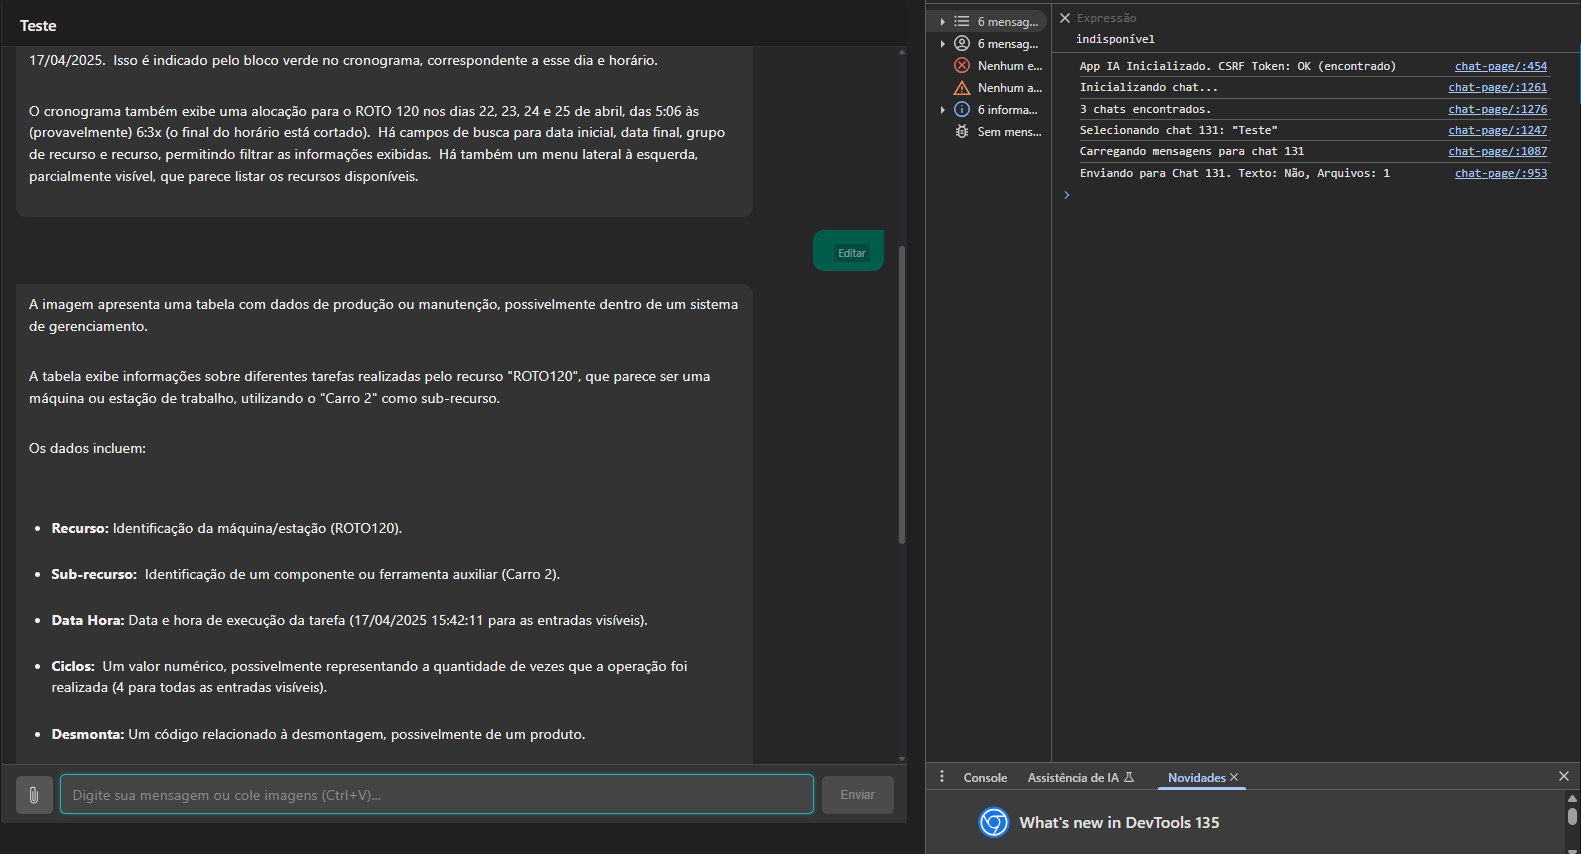 Teste
17/04/2025. Isso é indicado pelo bloco verde no cronograma, correspondente a esse dia e horário.
O cronograma também exibe uma alocação para o ROTO 120 nos dias 22, 23, 24 e 25 de abril, das 5:06 às
(provavelmente) 6:3x (o final do horário está cortado). Há campos de busca para data inicial, data final, grupo
de recurso e recurso, permitindo filtrar as informações exibidas. Há também um menu lateral à esquerda,
parcialmente visível, que parece listar os recursos disponíveis.
Editar
A imagem apresenta uma tabela com dados de produção ou manutenção, possivelmente dentro de um sistema
de gerenciamento.
A tabela exibe informações sobre diferentes tarefas realizadas pelo recurso "ROTO120", que parece ser uma
máquina ou estação de trabalho, utilizando o "Carro 2" como sub-recurso.
Os dados incluem:
• Recurso: Identificação da máquina/estação (ROTO120).
• Sub-recurso: Identificação de um componente ou ferramenta auxiliar (Carro 2).
• Data Hora: Data e hora de execução da tarefa (17/04/2025 15:42:11 para as entradas visíveis).
• Ciclos: Um valor numérico, possivelmente representando a quantidade de vezes que a operação foi
realizada (4 para todas as entradas visíveis).
• Desmonta: Um código relacionado à desmontagem, possivelmente de um produto.
Digite sua mensagem ou cole imagens (Ctrl+V)...
Enviar
6 mensag...
6 mensag...
Nenhum e...
Nenhum a...
6 informa...
Sem mens...
Expressão
indisponível
App IA Inicializado. CSRF Token: OK (encontrado) chat-page/:454
Inicializando chat... chat-page/:1261
3 chats encontrados. chat-page/:1276
Selecionando chat 131: "Teste" chat-page/:1247
Carregando mensagens para chat 131 chat-page/:1087
Enviando para Chat 131. Texto: Não, Arquivos: 1 chat-page/:953
Console Assistência de IA Novidades
What's new in DevTools 135